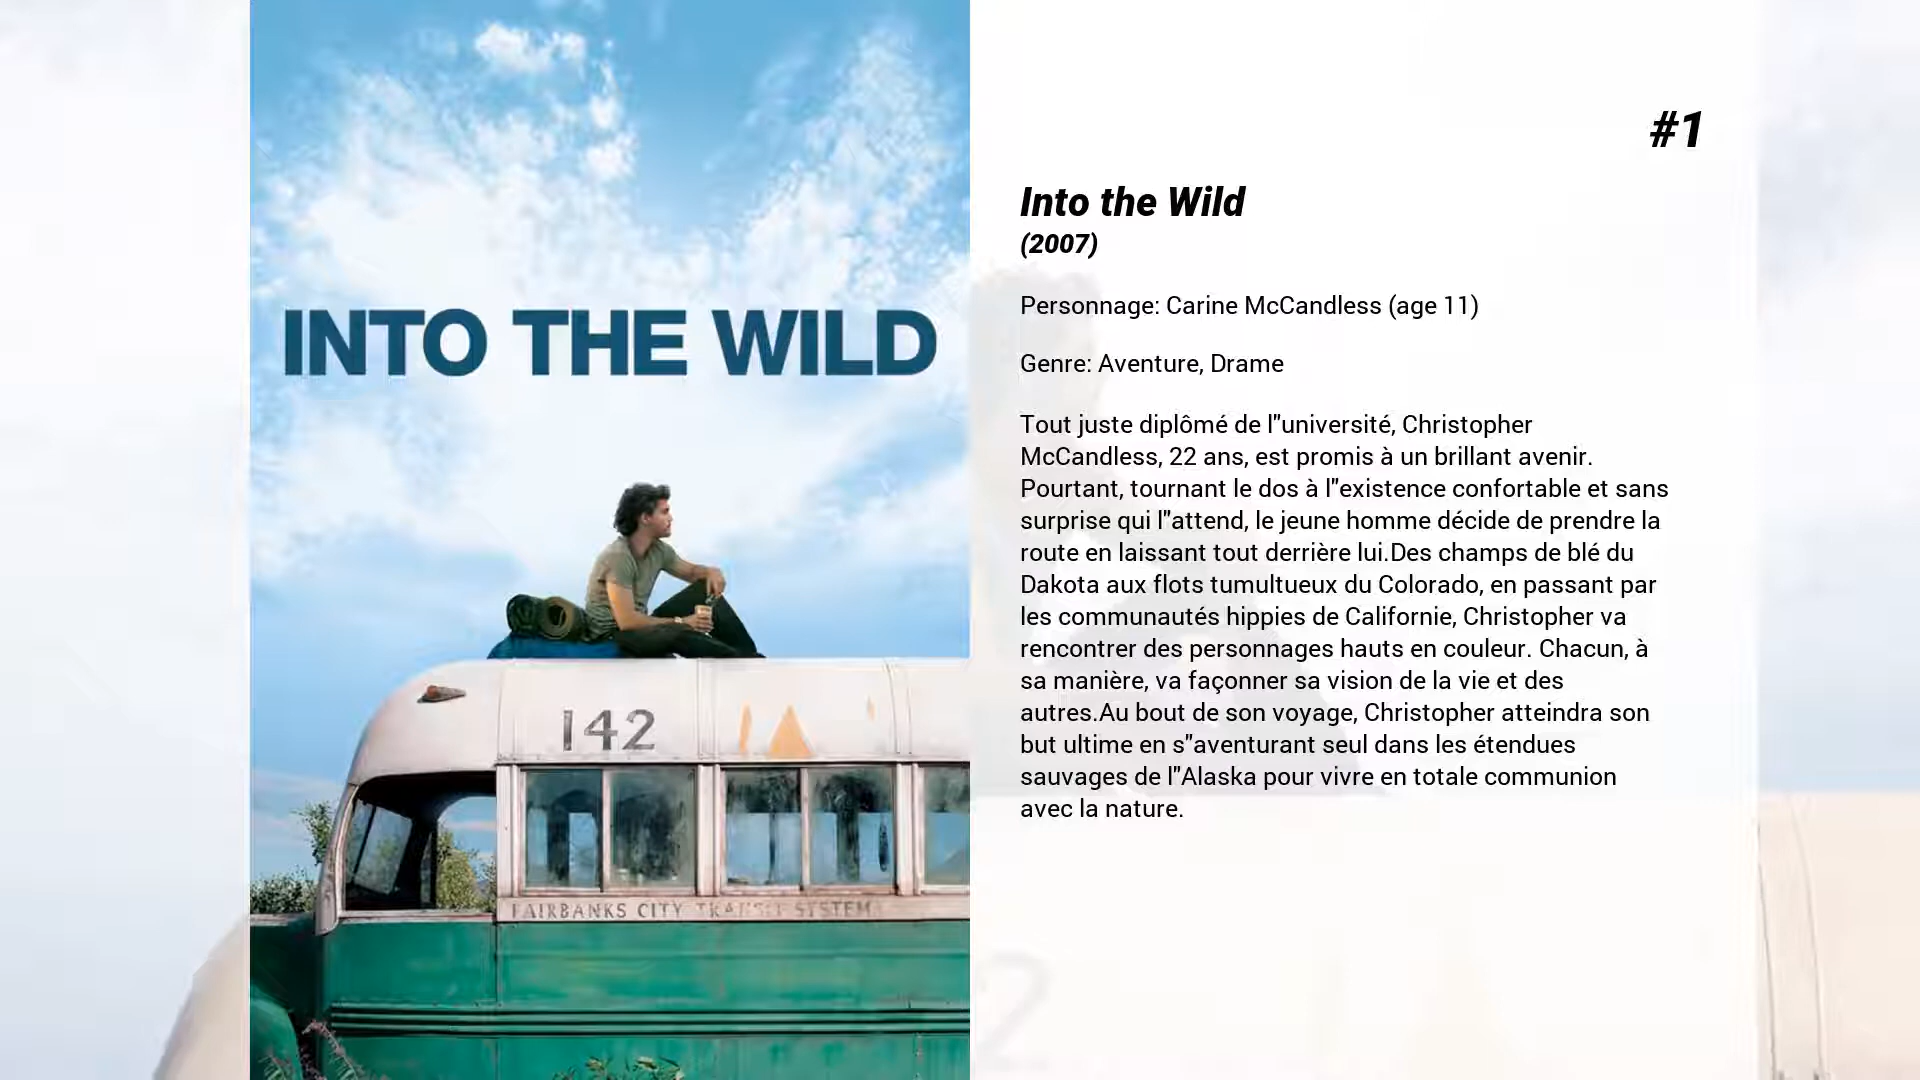 INTO THE WILD
142
FAIRBANKS CITY TRANSIT SYSTEM
#1
Into the Wild
(2007)
Personnage: Carine McCandless (age 11)
Genre: Aventure, Drame
Tout juste diplômé de l"université, Christopher
McCandless, 22 ans, est promis à un brillant avenir.
Pourtant, tournant le dos à l"existence confortable et sans
surprise qui l"attend, le jeune homme décide de prendre la
route en laissant tout derrière lui.Des champs de blé du
Dakota aux flots tumultueux du Colorado, en passant par
les communautés hippies de Californie, Christopher va
rencontrer des personnages hauts en couleur. Chacun, à
sa manière, va façonner sa vision de la vie et des
autres.Au bout de son voyage, Christopher atteindra son
but ultime en s"aventurant seul dans les étendues
sauvages de l"Alaska pour vivre en totale communion
avec la nature.